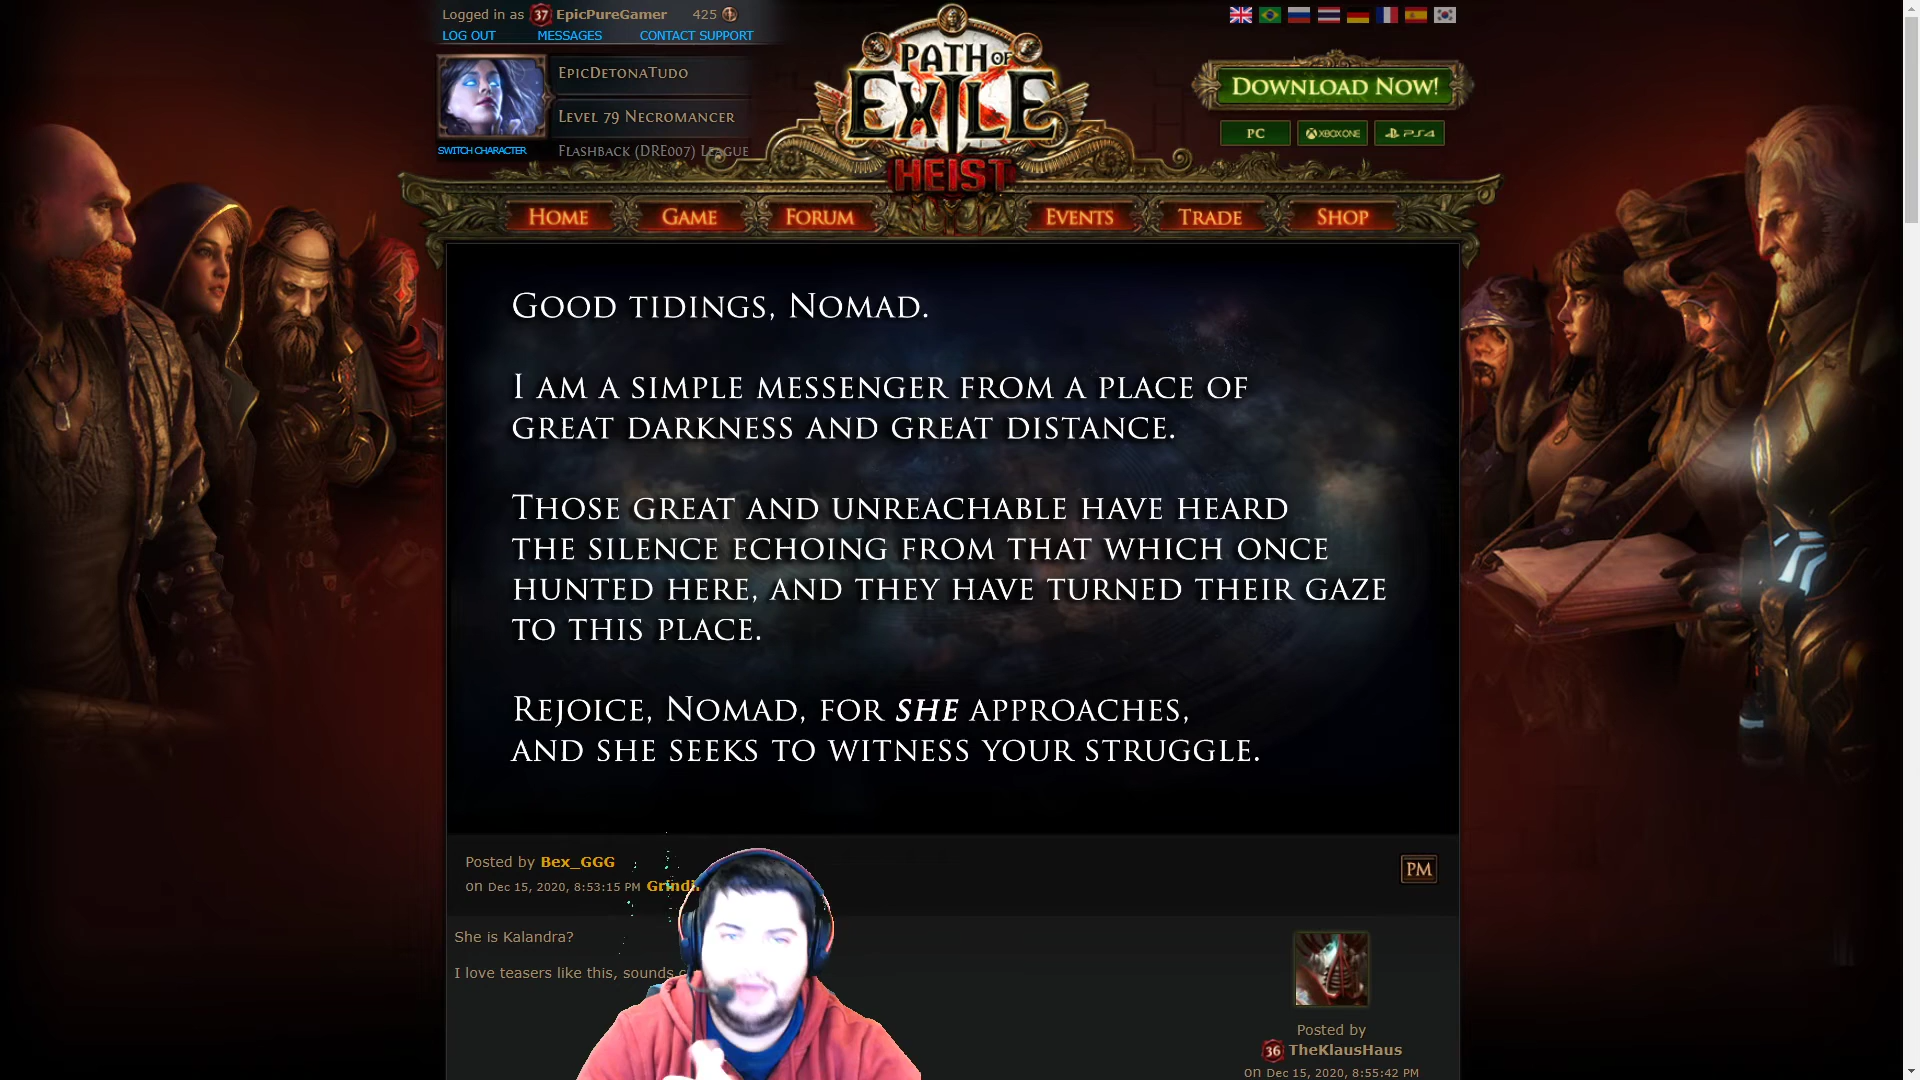 Logged in as 37 EpicPureGamer 425
LOG OUT MESSAGES CONTACT SUPPORT
EpicDetonaTudo
Level 79 Necromancer
SWITCH CHARACTER Flashback (DRE007) League
PATH OF
EXILE
HEIST
Download Now!
PC XBOX ONE PS4
Home Game Forum Events Trade Shop
Good tidings, Nomad.
I am a simple messenger from a place of
great darkness and great distance.
Those great and unreachable have heard
the silence echoing from that which once
hunted here, and they have turned their gaze
to this place.
Rejoice, Nomad, for she approaches,
and she seeks to witness your struggle.
Posted by Bex_GGG
on Dec 15, 2020, 8:53:15 PM
PM
She is Kalandra?
I love teasers like this, sounds
Posted by
36 TheKlausHaus
on Dec 15, 2020, 8:55:42 PM